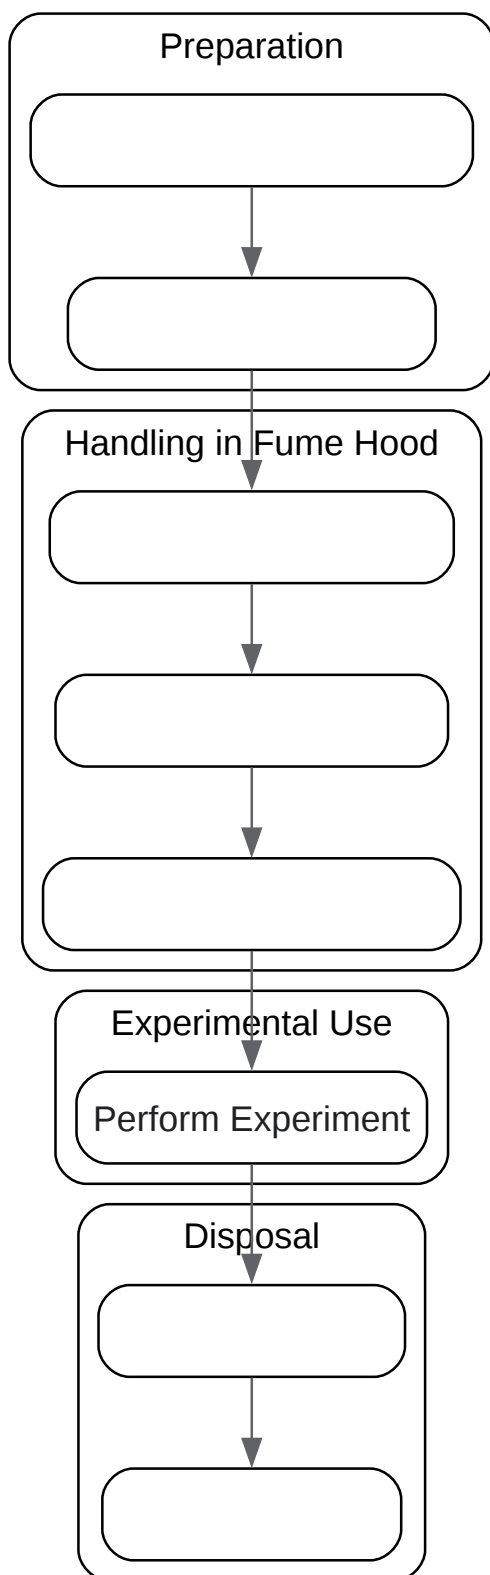 Preparation
Handling in Fume Hood
Experimental Use
Perform Experiment
Disposal